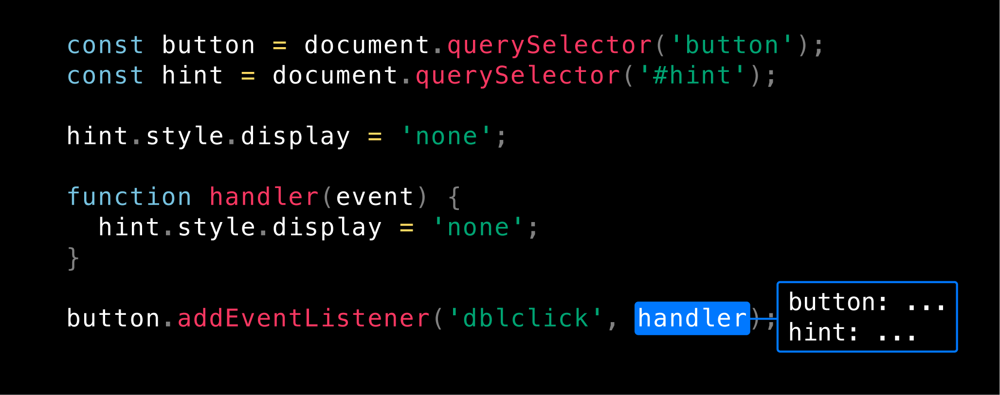 const button = document.querySelector('button');
const hint = document.querySelector('#hint');
hint.style.display = 'none';
function handler(event) {
  hint.style.display = 'none';
}
button.addEventListener('dblclick', handler);
button: ...
hint: ...